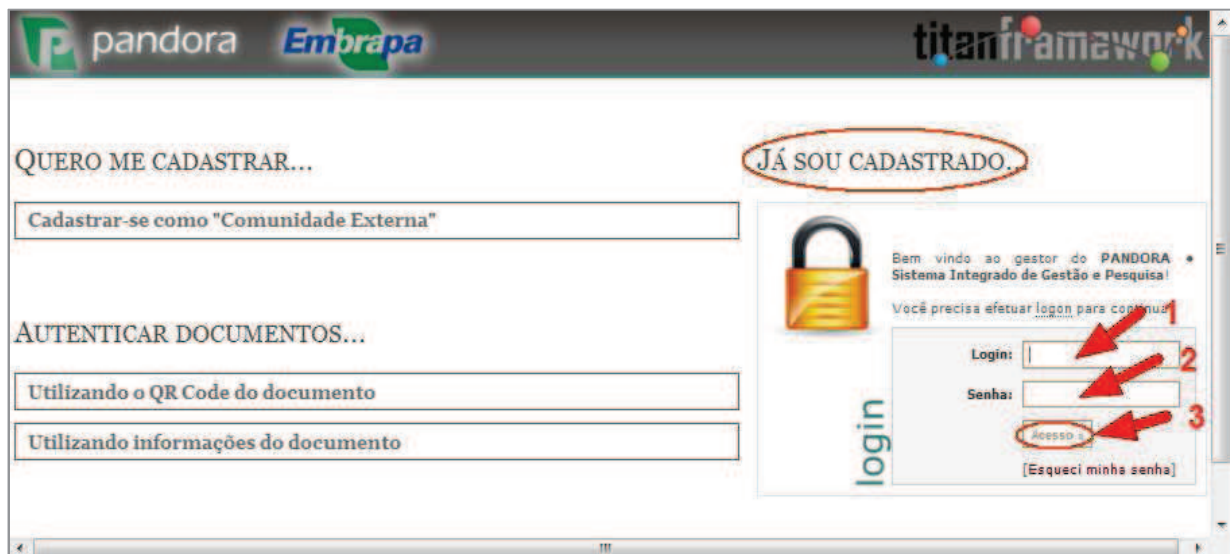 pandora Embrapa titanframework
QUERO ME CADASTRAR...
Cadastrar-se como "Comunidade Externa"
AUTENTICAR DOCUMENTOS...
Utilizando o QR Code do documento
Utilizando informações do documento
JÁ SOU CADASTRADO...
Bem vindo ao gestor do PANDORA •
Sistema Integrado de Gestão e Pesquisa!
Você precisa efetuar logon para continuar
1
Login:
2
Senha:
3
Acesso »
[Esqueci minha senha]
login